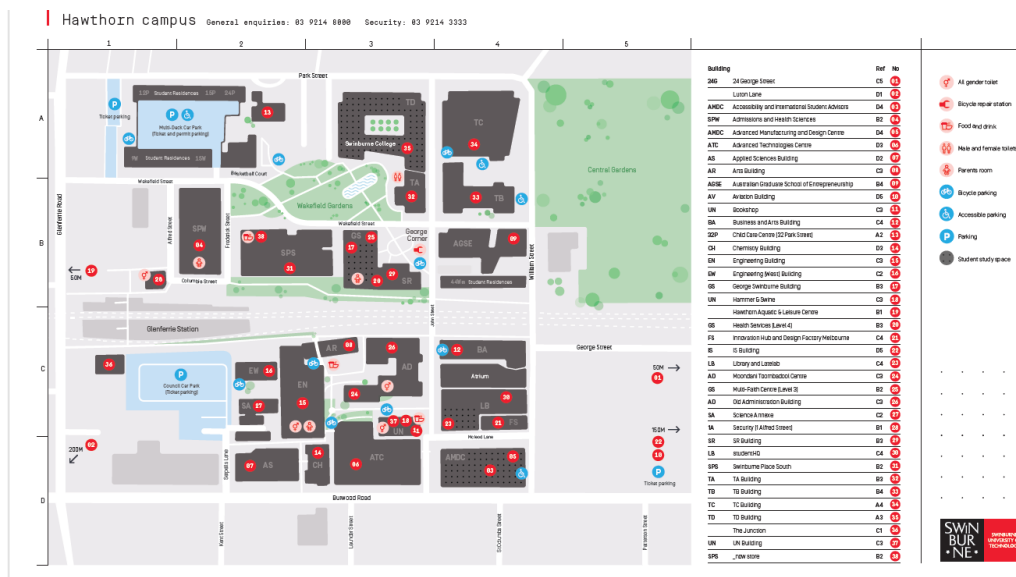 Hawthorn campus General enquiries: 03 9214 8000 Security: 03 9214 3333
1 2 3 4 5
A
B
C
D
Park Street
Student Residences
Ticket parking
P
Multi-Deck Car Park
(Ticket and permit parking)
Student Residences
Basketball Court
13
TD
Swinburne College
35
TC
34
TA
32
33
TB
Central Gardens
Wakefield Street
Wakefield Gardens
Wakefield Street
Glenferrie Road
Alfred Street
Frederick Street
SPW
04
38
SPS
31
GS
25
17
20
29
SR
George
Corner
AGSE
09
Student Residences
William Street
50M
19
28
Columbia Street
John Street
Glenferrie Station
George Street
36
Council Car Park
(Ticket parking)
EW 16
SA 27
AR 08
EN
15
26
AD
24
12 BA
Atrium
30
LB
23
21 FS
37 18
UN 11
50M
01
200M
02
07 AS
14
CH
ATC
06
AMDC
05
03
150M
22
10
P
Ticket parking
Burwood Road
Kent Street
Building Ref No
24G 24 George Street C5 01
Luton Lane D1 02
AMDC Accessibility and International Student Advisors D4 03
SPW Admissions and Health Sciences B2 04
AMDC Advanced Manufacturing and Design Centre D4 05
ATC Advanced Technologies Centre D3 06
AS Applied Sciences Building D2 07
AR Arts Building C3 08
AGSE Australian Graduate School of Entrepreneurship B4 09
AV Aviation Building D5 10
UN Bookshop C3 11
BA Business and Arts Building C4 12
32P Child Care Centre (32 Park Street) A2 13
CH Chemistry Building D3 14
EN Engineering Building C3 15
EW Engineering (West) Building C2 16
GS George Swinburne Building B3 17
UN Hammer & Swine C3 18
Hawthorn Aquatic & Leisure Centre B1 19
GS Health Services (Level 4) B3 20
FS Innovation Hub and Design Factory Melbourne C4 21
IS IS Building D5 22
LB Library and Latelab C4 23
AD Moondani Toombadool Centre C3 24
GS Multi-Faith Centre (Level 3) B2 25
AD Old Administration Building C3 26
SA Science Annexe C2 27
1A Security (1 Alfred Street) B1 28
SR SR Building B3 29
LB studentHQ C4 30
SPS Swinburne Place South B2 31
TA TA Building B3 32
TB TB Building B4 33
TC TC Building A4 34
TD TD Building A3 35
The Junction C1 36
UN UN Building C3 37
SPS _now store B2 38
All gender toilet
Bicycle repair station
Food and drink
Male and female toilets
Parents room
Bicycle parking
Accessible parking
P Parking
Student study space
SWIN
BUR
• NE •
SWINBURNE
UNIVERSITY OF
TECHNOLOGY